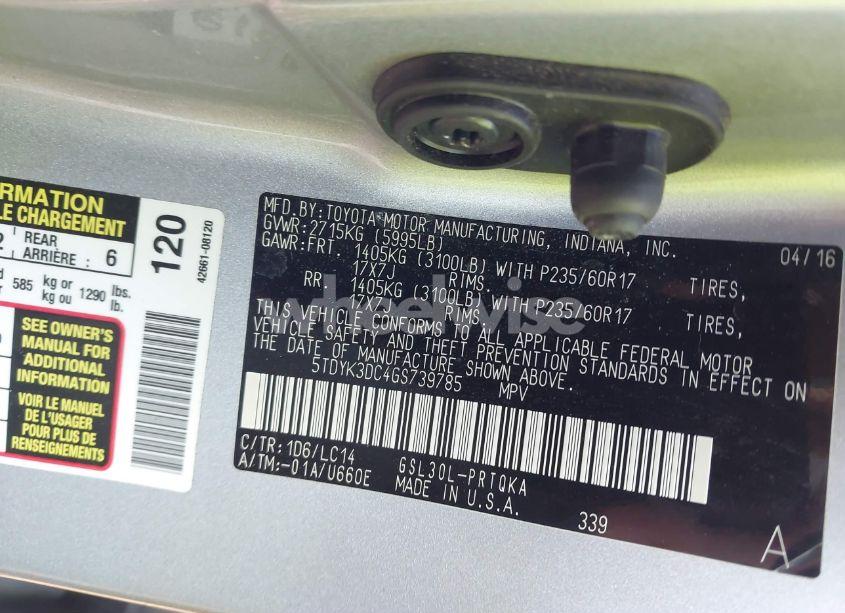 RMATION
LE CHARGEMENT
2 REAR ARRIÈRE : 6
585 kg or kg ou 1290 lbs. lb.
SEE OWNER'S
MANUAL FOR
ADDITIONAL
INFORMATION
VOIR LE MANUEL
DE L'USAGER
POUR PLUS DE
RENSEIGNEMENTS
120
42661-08120
MFD.BY:TOYOTA MOTOR MANUFACTURING, INDIANA, INC.
GVWR:2715KG (5995LB) 04/16
GAWR:FRT. 1405KG (3100LB) WITH P235/60R17 TIRES,
17X7J RIMS.
RR. 1405KG (3100LB) WITH P235/60R17 TIRES,
17X7J RIMS.
THIS VEHICLE CONFORMS TO ALL APPLICABLE FEDERAL MOTOR
VEHICLE SAFETY AND THEFT PREVENTION STANDARDS IN EFFECT ON
THE DATE OF MANUFACTURE SHOWN ABOVE.
5TDYK3DC4GS739785 MPV
C/TR:1D6/LC14 GSL30L-PRTQKA
A/TM:-01A/U660E MADE IN U.S.A.
339
A
wheelwise